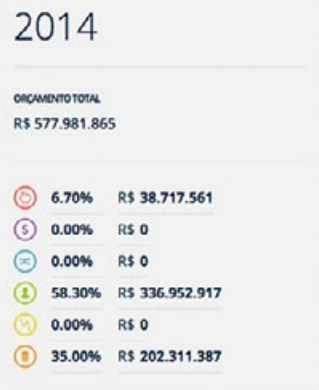 2014
ORÇAMENTO TOTAL
R$ 577.981.865
6.70% R$ 38.717.561
$ 0.00% R$ 0
0.00% R$ 0
58.30% R$ 336.952.917
0.00% R$ 0
35.00% R$ 202.311.387